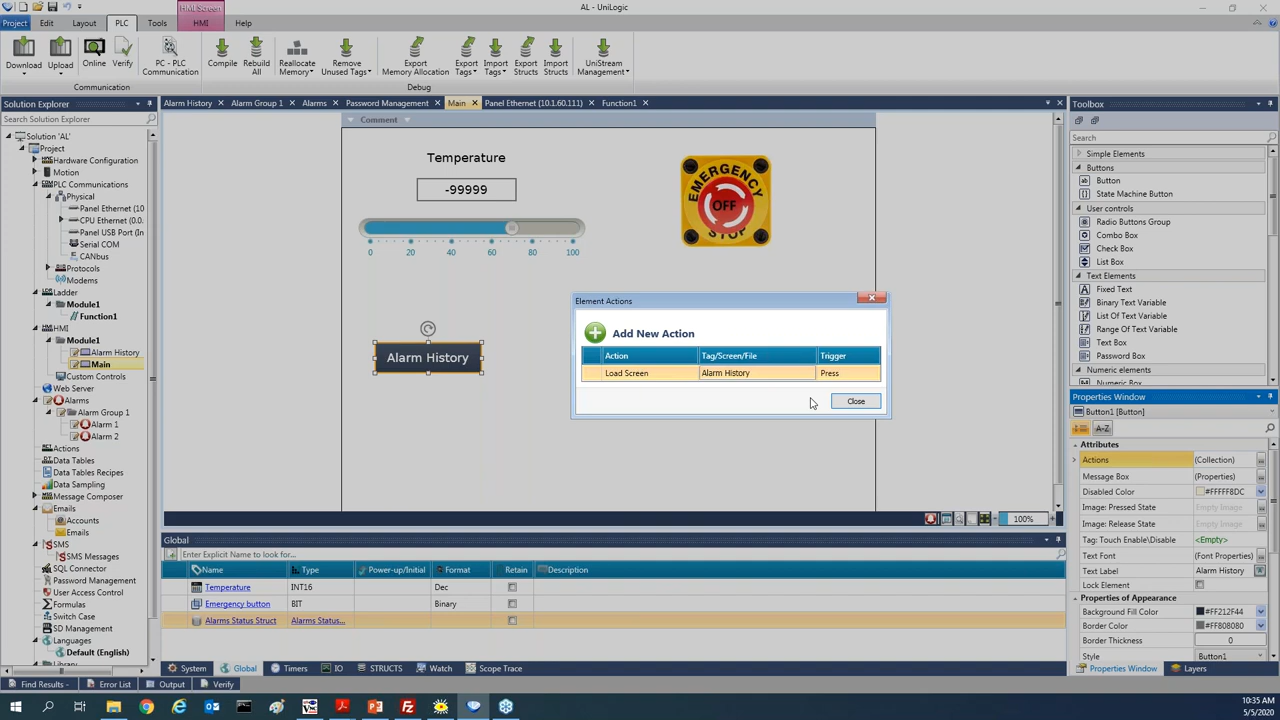 AL - UniLogic
HMI Screen
Project
Edit
Layout
PLC
Tools
HMI
Help
Download
Upload
Online
Verify
PC - PLC
Communication
Compile
Rebuild
All
Reallocate
Memory
Remove
Unused Tags
Export
Memory Allocation
Export
Tags
Import
Tags
Export
Structs
Import
Structs
UniStream
Management
Communication
Debug
Solution Explorer
Search Solution Explorer
Solution 'AL'
Project
Hardware Configuration
Motion
PLC Communications
Physical
Panel Ethernet (10
CPU Ethernet (0.0.
Panel USB Port (In
Serial COM
CANbus
Protocols
Modems
Ladder
Module1
Function1
HMI
Module1
Alarm History
Main
Custom Controls
Web Server
Alarms
Alarm Group 1
Alarm 1
Alarm 2
Actions
Data Tables
Data Tables Recipes
Data Sampling
Message Composer
Emails
Accounts
Emails
SMS
SMS Messages
SQL Connector
Password Management
User Access Control
Formulas
Switch Case
SD Management
Languages
Default (English)
Library
Alarm History
Alarm Group 1
Alarms
Password Management
Main
Panel Ethernet (10.1.60.111)
Function1
Comment
Temperature
-99999
0 20 40 60 80 100
EMERGENCY
OFF
STOP
Alarm History
Element Actions
Add New Action
Action Tag/Screen/File Trigger
Load Screen Alarm History Press
Close
100%
Global
Enter Explicit Name to look for...
Name Type Power-up/Initial Format Retain Description
Temperature INT16 Dec
Emergency button BIT Binary
Alarms Status Struct Alarms Status...
System
Global
Timers
IO
STRUCTS
Watch
Scope Trace
Toolbox
Search
Simple Elements
Buttons
Button
State Machine Button
User controls
Radio Buttons Group
Combo Box
Check Box
List Box
Text Elements
Fixed Text
Binary Text Variable
List Of Text Variable
Range Of Text Variable
Password Box
Numeric elements
Numeric Box
Properties Window
Button1 [Button]
A-Z
Attributes
Actions (Collection)
Message Box (Properties)
Disabled Color #FFFFF8DC
Image: Pressed State Empty Image
Image: Release State Empty Image
Tag: Touch Enable\Disable <Empty>
Text Font (Font Properties)
Text Label Alarm History
Lock Element
Properties of Appearance
Background Fill Color #FF212F44
Border Color #FF808080
Border Thickness 0
Style Button1
Properties Window
Layers
Find Results
Error List
Output
Verify
10:35 AM
5/5/2020